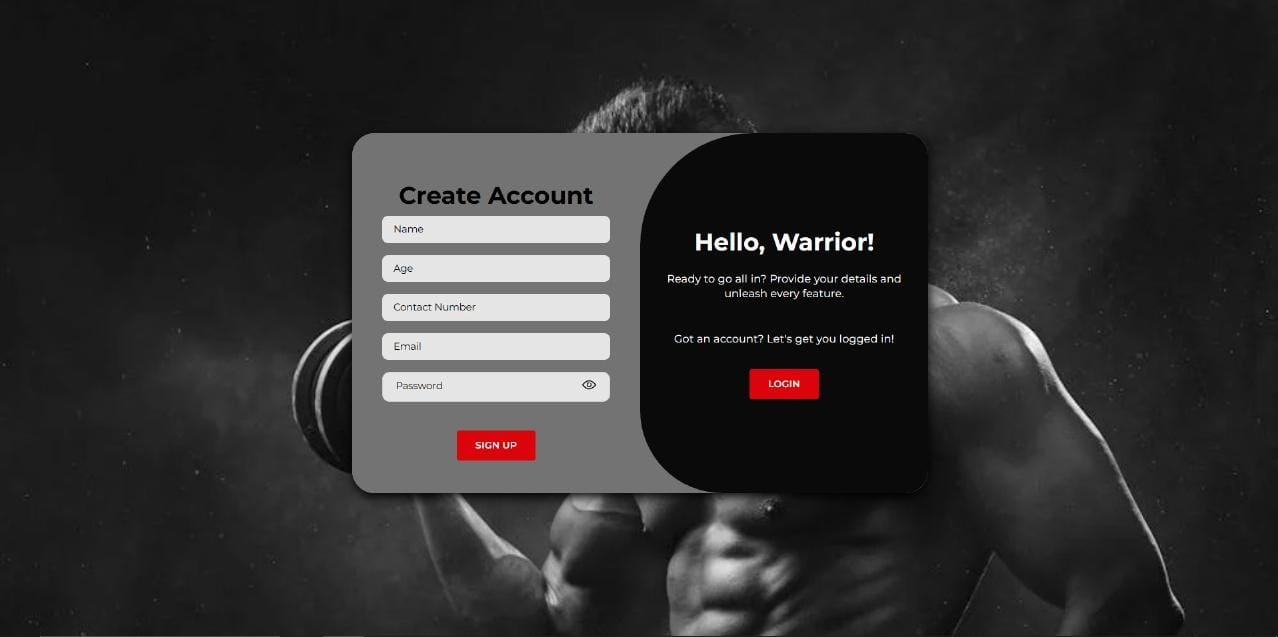 Create Account
Name
Age
Contact Number
Email
Password
SIGN UP
Hello, Warrior!
Ready to go all in? Provide your details and
unleash every feature.
Got an account? Let's get you logged in!
LOGIN